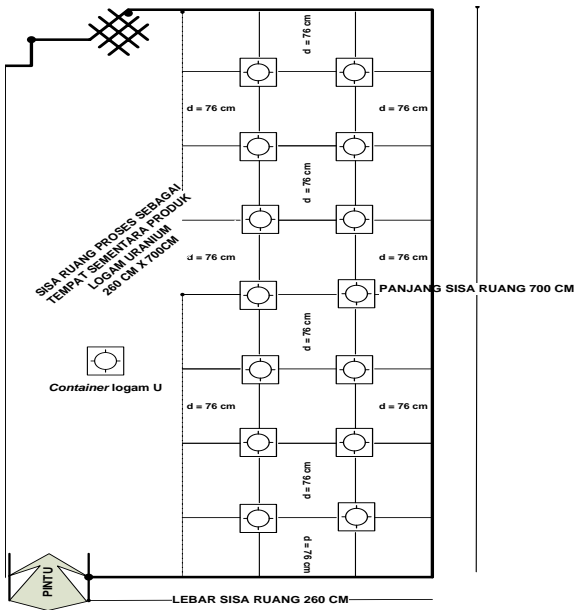 d = 76 cm
d = 76 cm
d = 76 cm
d = 76 cm
SISA RUANG PROSES SEBAGAI
TEMPAT SEMENTARA PRODUK
LOGAM URANIUM
260 CM X 700CM
d = 76 cm
d = 76 cm
PANJANG SISA RUANG 700 CM
d = 76 cm
Container logam U
d = 76 cm
d = 76 cm
d = 76 cm
d = 76 cm
PINTU
LEBAR SISA RUANG 260 CM